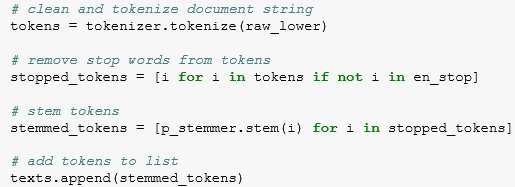 # clean and tokenize document string
tokens = tokenizer.tokenize(raw_lower)
# remove stop words from tokens
stopped_tokens = [i for i in tokens if not i in en_stop]
# stem tokens
stemmed_tokens = [p_stemmer.stem(i) for i in stopped_tokens]
# add tokens to list
texts.append(stemmed_tokens)